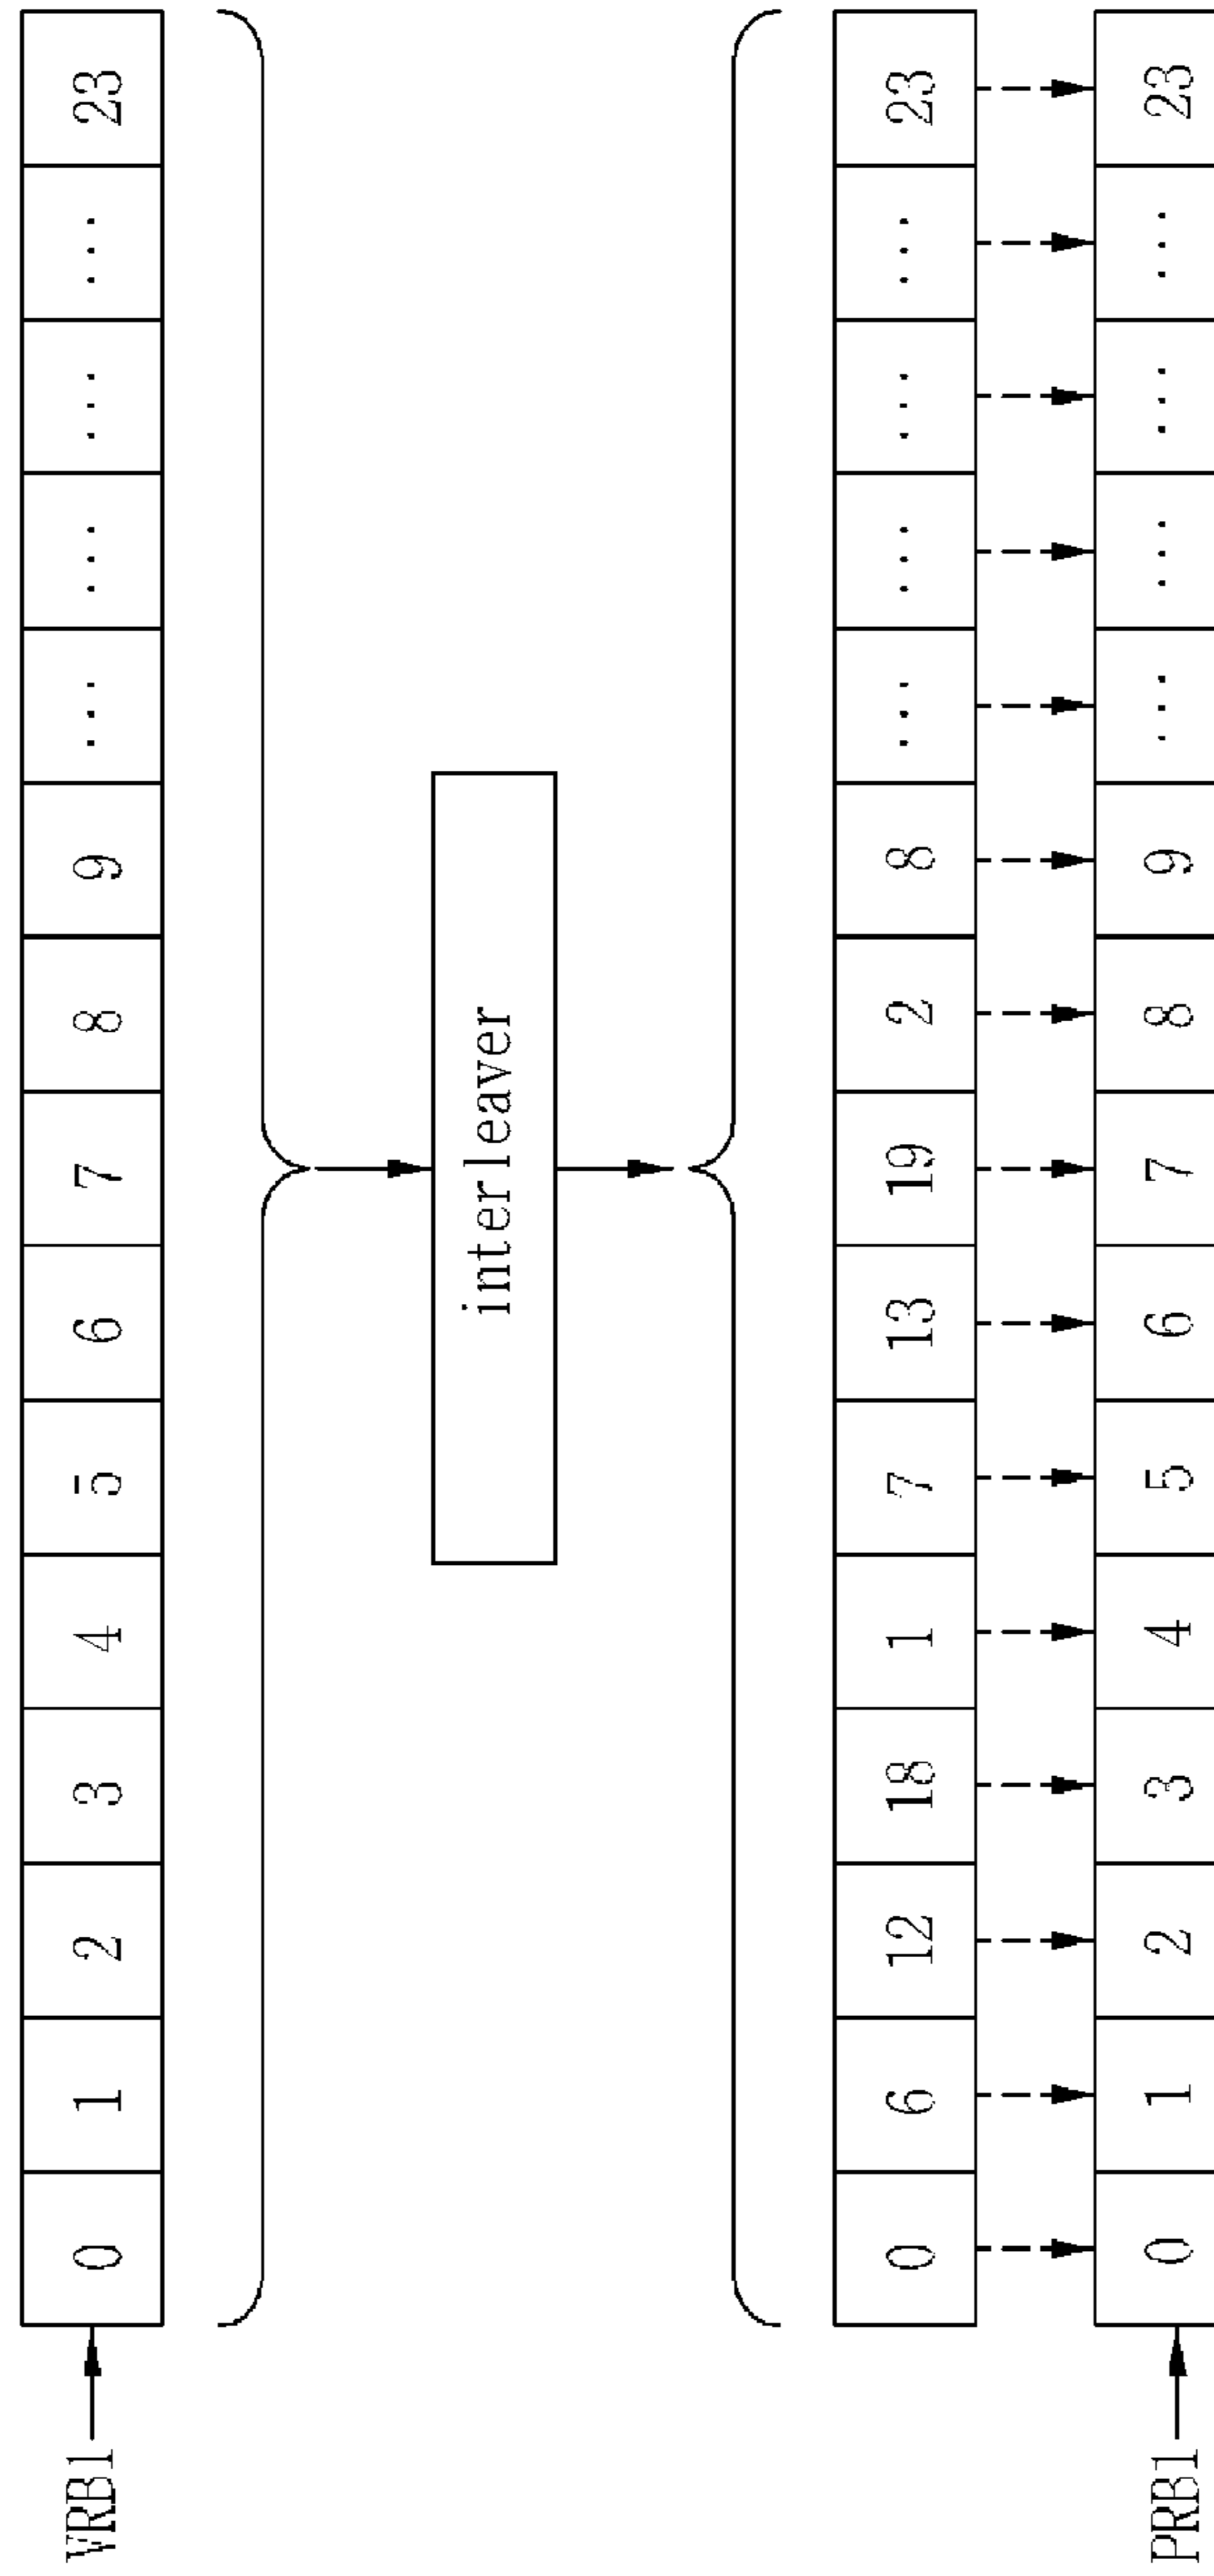 VRB1 0 1 2 3 4 5 6 7 8 9 ... ... ... ... 23
interleaver
0 6 12 18 1 7 13 19 2 8 ... ... ... ... 23
PRB1 0 1 2 3 4 5 6 7 8 9 ... ... ... ... 23